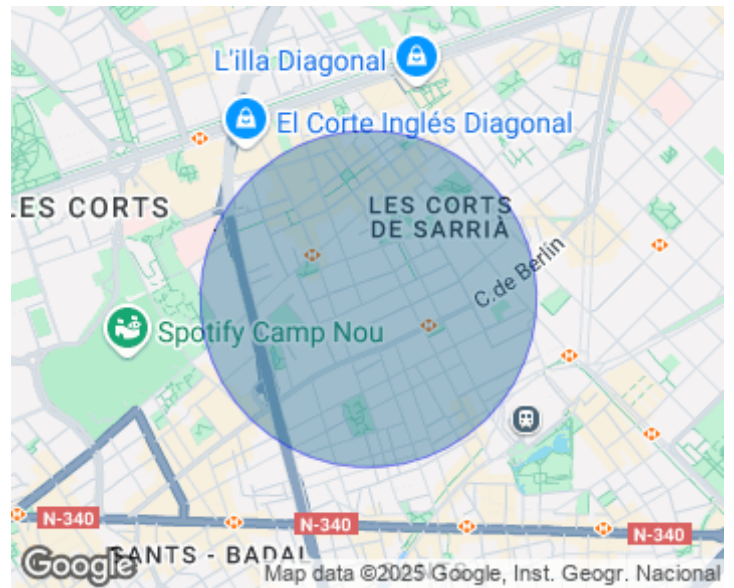 L'illa Diagonal
El Corte Inglés Diagonal
LES CORTS
LES CORTS
DE SARRIÀ
C. de Berlin
Spotify Camp Nou
N-340
N-340
N-340
SANTS - BADAL
Google
Map data ©2025 Google, Inst. Geogr. Nacional